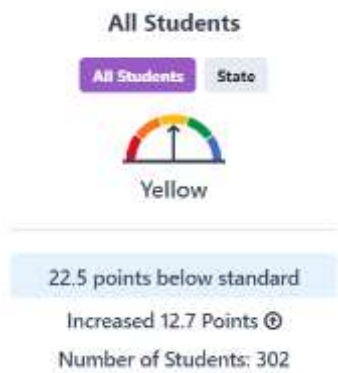 All Students
All Students State
Yellow
22.5 points below standard
Increased 12.7 Points
Number of Students: 302